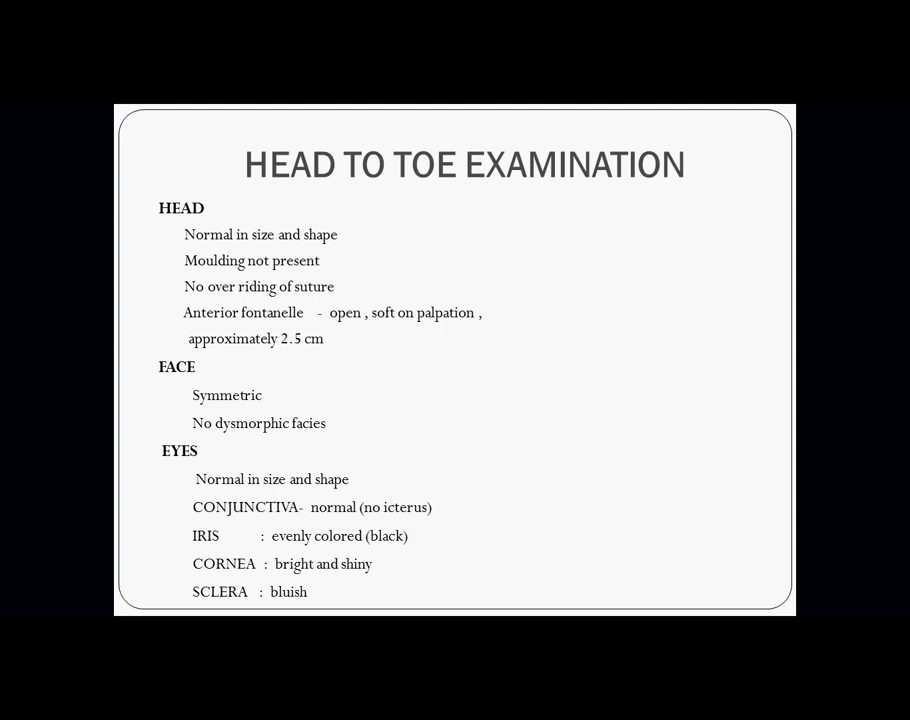 HEAD TO TOE EXAMINATION
HEAD
Normal in size and shape
Moulding not present
No over riding of suture
Anterior fontanelle - open , soft on palpation ,
approximately 2.5 cm
FACE
Symmetric
No dysmorphic facies
EYES
Normal in size and shape
CONJUNCTIVA- normal (no icterus)
IRIS : evenly colored (black)
CORNEA : bright and shiny
SCLERA : bluish